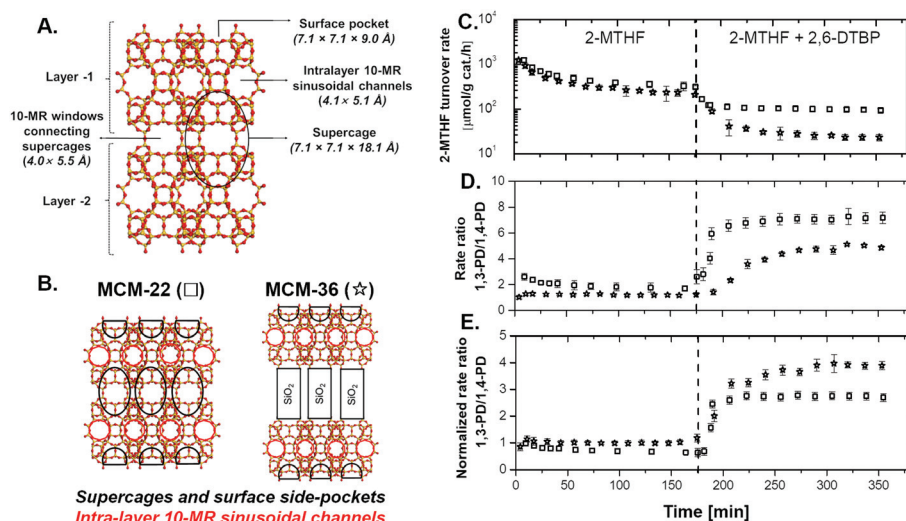 A.
Surface pocket
(7.1 × 7.1 × 9.0 Å)
Layer -1
Intralayer 10-MR
sinusoidal channels
(4.1× 5.1 Å)
10-MR windows
connecting
supercages
(4.0× 5.5 Å)
Supercage
(7.1 × 7.1 × 18.1 Å)
Layer -2
B.
MCM-22 (□)
MCM-36 (☆)
SiO2
SiO2
SiO2
Supercages and surface side-pockets
Intra-layer 10-MR sinusoidal channels
C.
2-MTHF
2-MTHF + 2,6-DTBP
2-MTHF turnover rate
[μmol/g cat./h]
10^4
10^3
10^2
10^1
D.
Rate ratio
1,3-PD/1,4-PD
8
6
4
2
0
E.
Normalized rate ratio
1,3-PD/1,4-PD
5
4
3
2
1
0
0 50 100 150 200 250 300 350
Time [min]